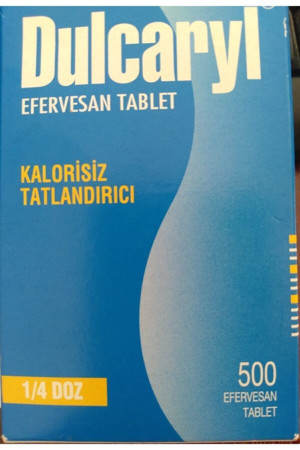 Dulcaryl
EFERVESAN TABLET
KALORİSİZ
TATLANDIRICI
1/4 DOZ
500
EFERVESAN
TABLET